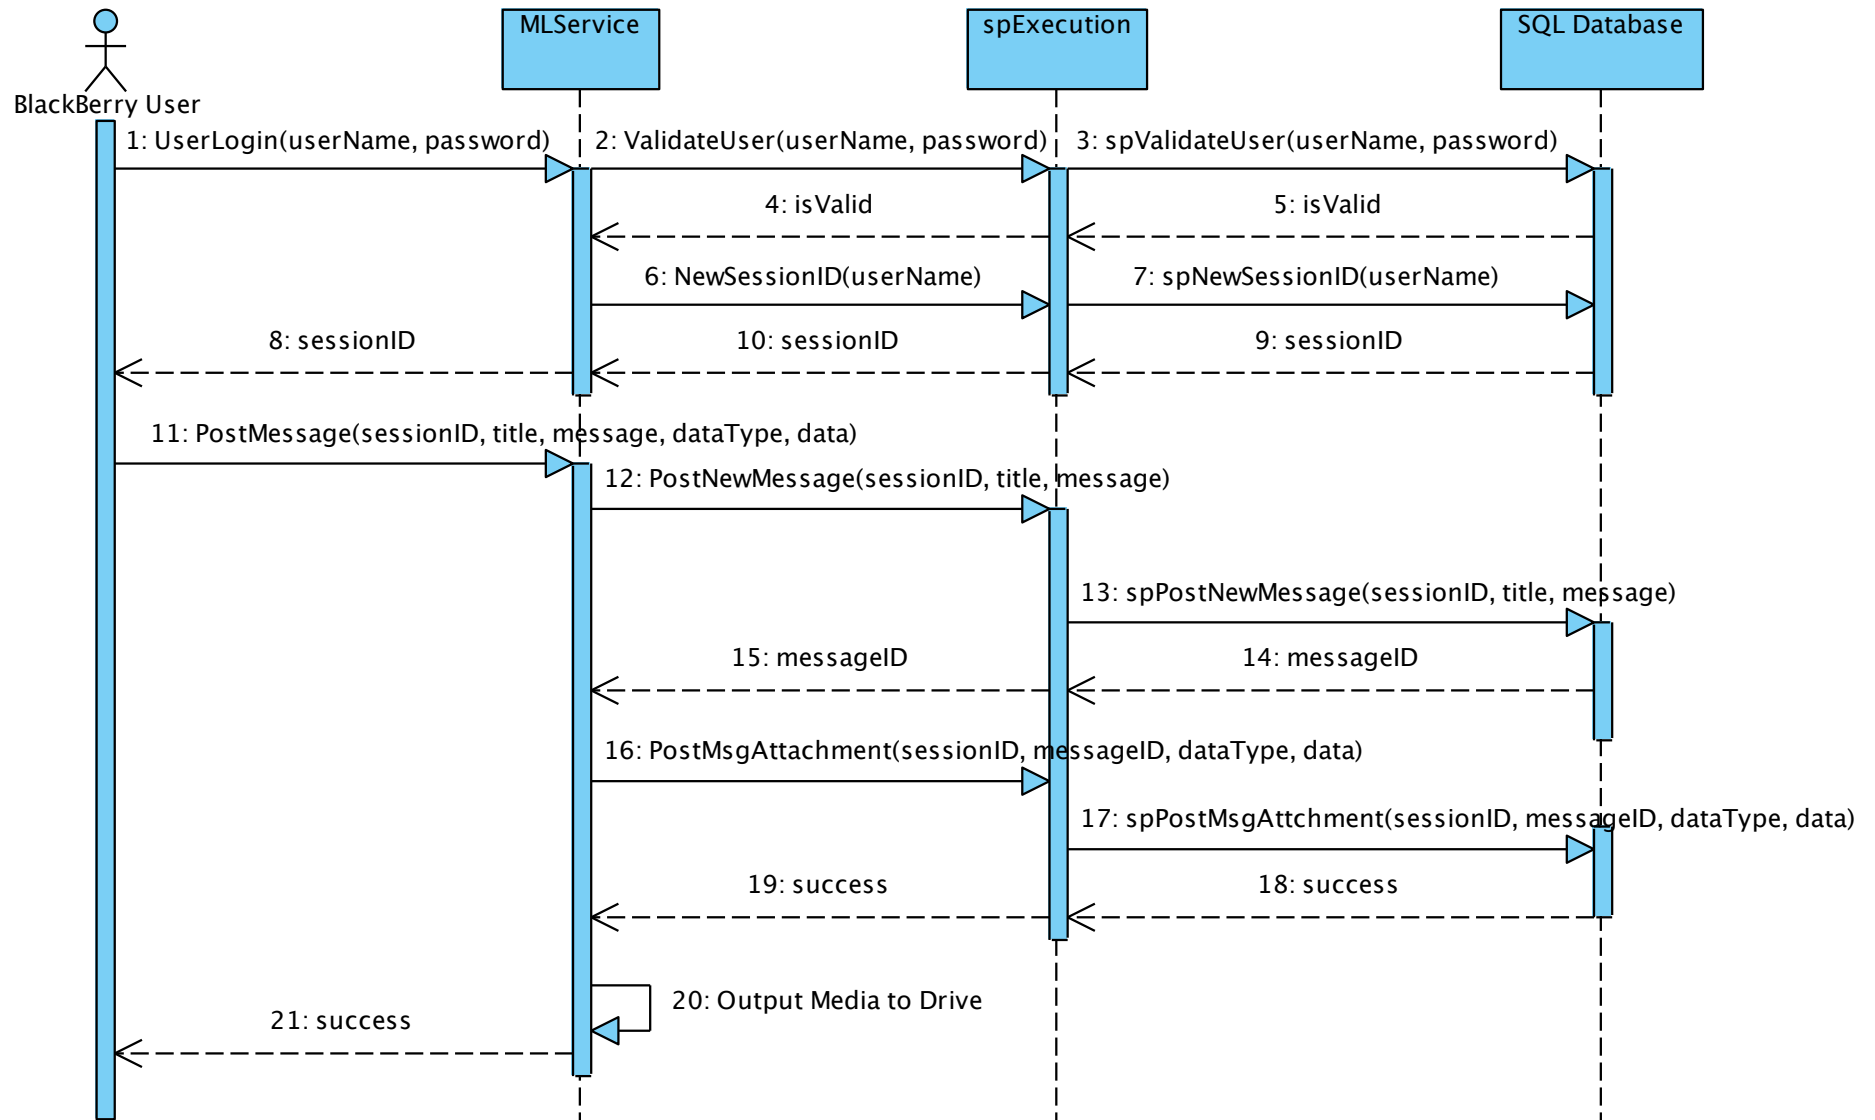 MLService
spExecution
SQL Database
BlackBerry User
1: UserLogin(userName, password)
2: ValidateUser(userName, password)
3: spValidateUser(userName, password)
4: isValid
5: isValid
6: NewSessionID(userName)
7: spNewSessionID(userName)
8: sessionID
10: sessionID
9: sessionID
11: PostMessage(sessionID, title, message, dataType, data)
12: PostNewMessage(sessionID, title, message)
13: spPostNewMessage(sessionID, title, message)
15: messageID
14: messageID
16: PostMsgAttachment(sessionID, messageID, dataType, data)
17: spPostMsgAttchment(sessionID, messageID, dataType, data)
19: success
18: success
20: Output Media to Drive
21: success